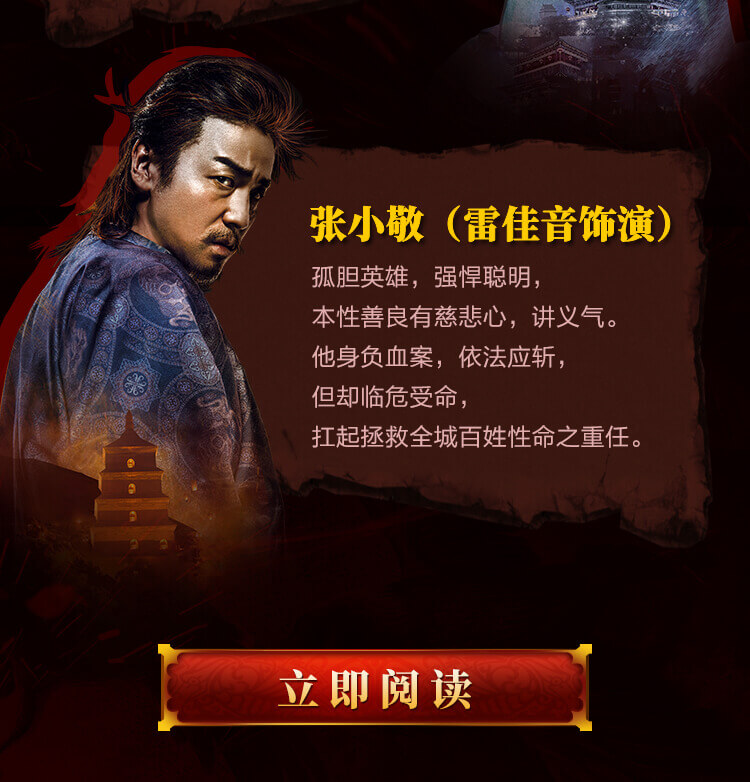 张小敬（雷佳音饰演）
孤胆英雄，强悍聪明，
本性善良有慈悲心，讲义气。
他身负血案，依法应斩，
但却临危受命，
扛起拯救全城百姓性命之重任。
立即阅读